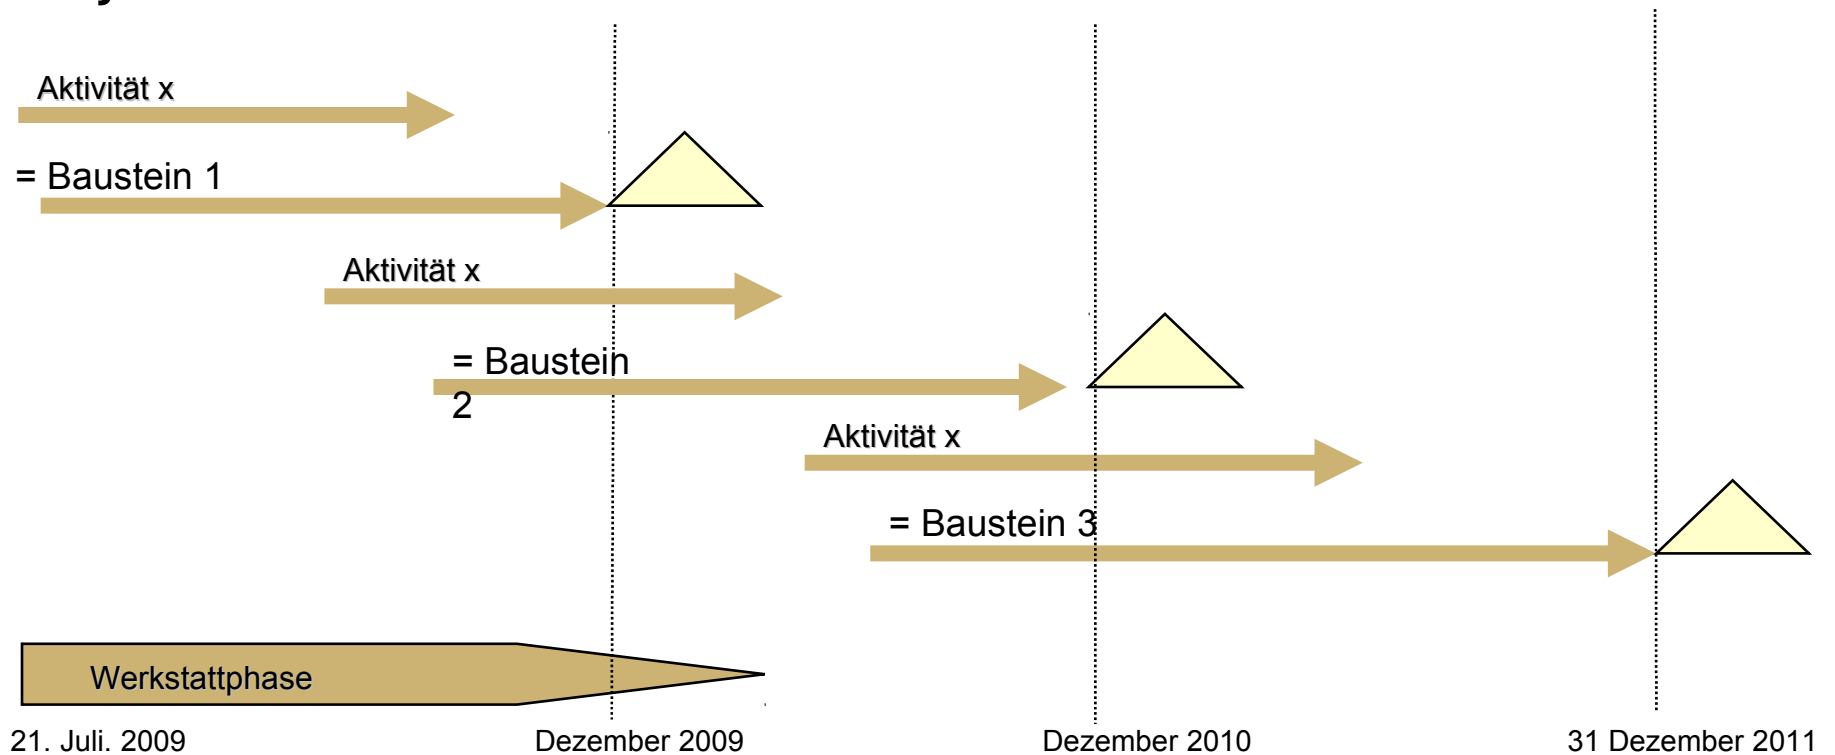 Aktivität x
= Baustein 1
Aktivität x
= Baustein
2
Aktivität x
= Baustein 3
Werkstattphase
21. Juli. 2009
Dezember 2009
Dezember 2010
31 Dezember 2011